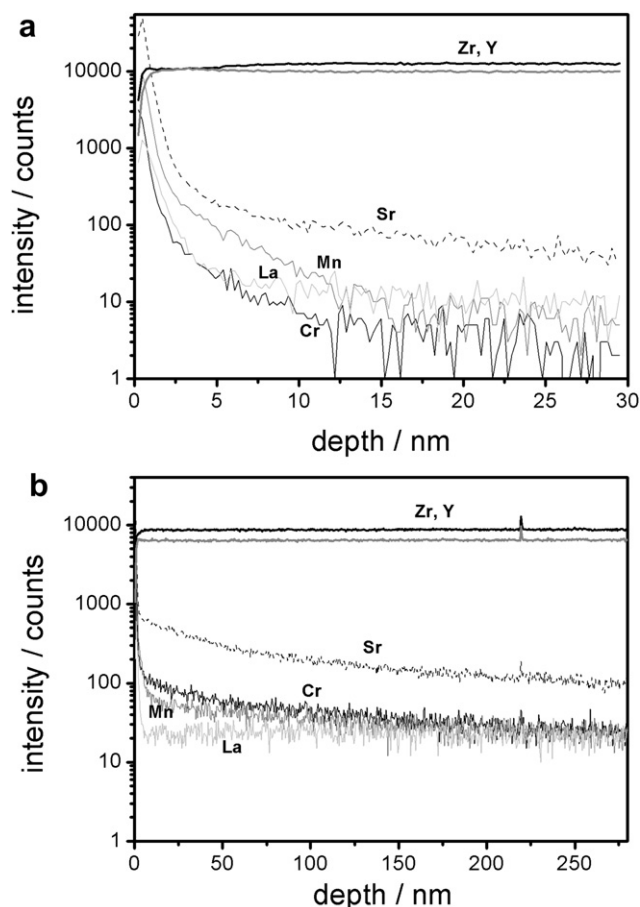 a
intensity / counts
10000
1000
100
10
1
Zr, Y
Sr
Mn
La
Cr
0 5 10 15 20 25 30
depth / nm
b
intensity / counts
10000
1000
100
10
1
Zr, Y
Sr
Cr
Mn
La
0 50 100 150 200 250
depth / nm